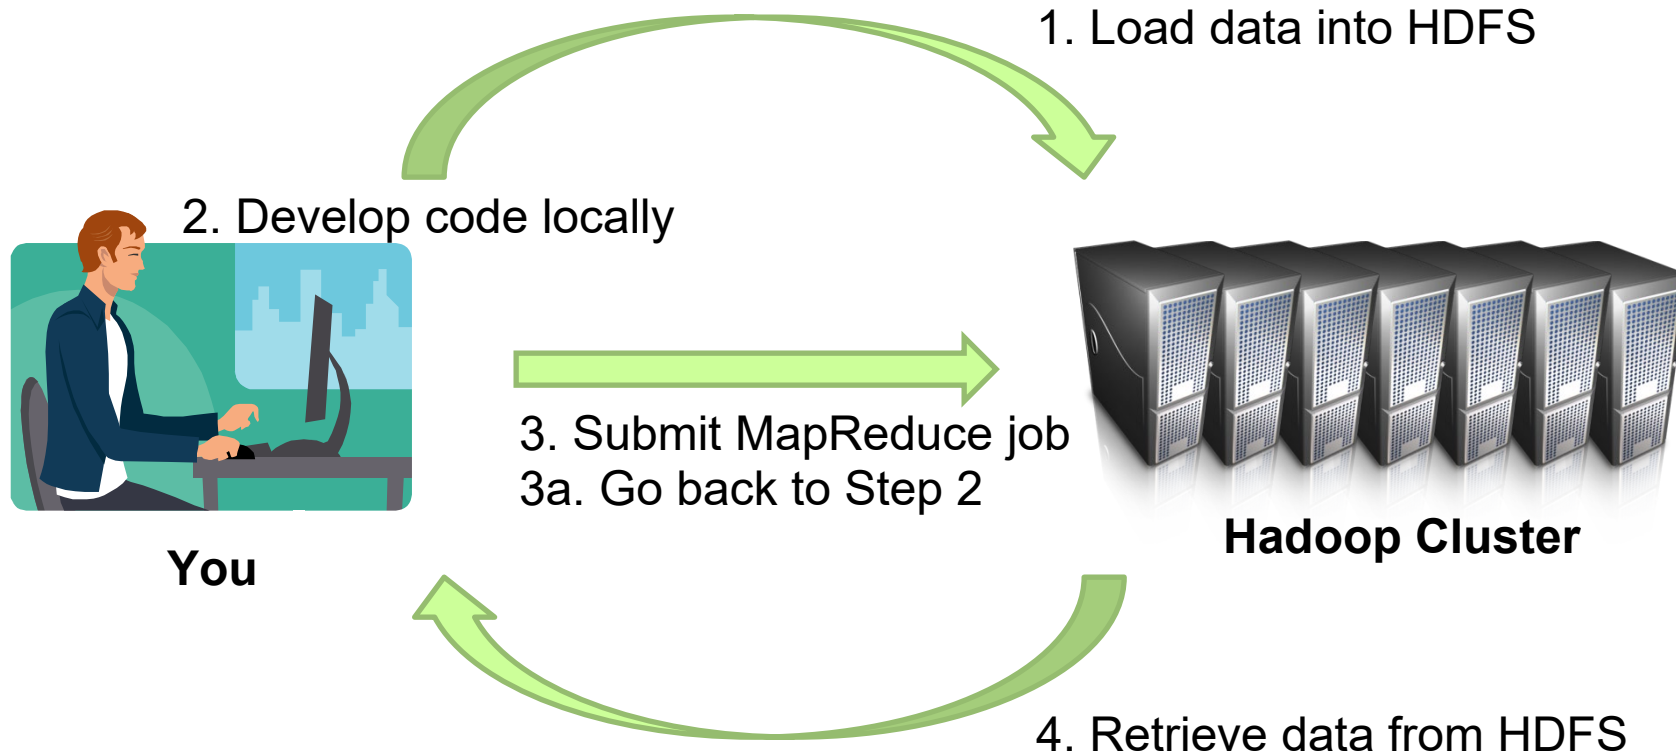 1. Load data into HDFS
2. Develop code locally
3. Submit MapReduce job
3a. Go back to Step 2
Hadoop Cluster
You
4. Retrieve data from HDFS